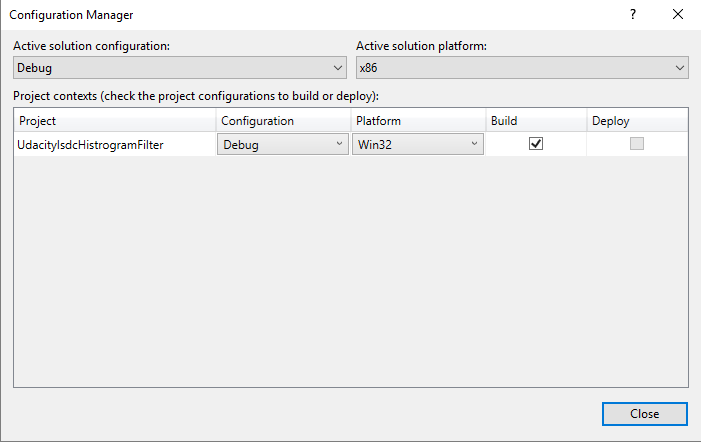 Configuration Manager
?
Active solution configuration: Active solution platform:
Debug x86
Project contexts (check the project configurations to build or deploy):
Project Configuration Platform Build Deploy
UdacityIsdcHistrogramFilter Debug Win32
Close